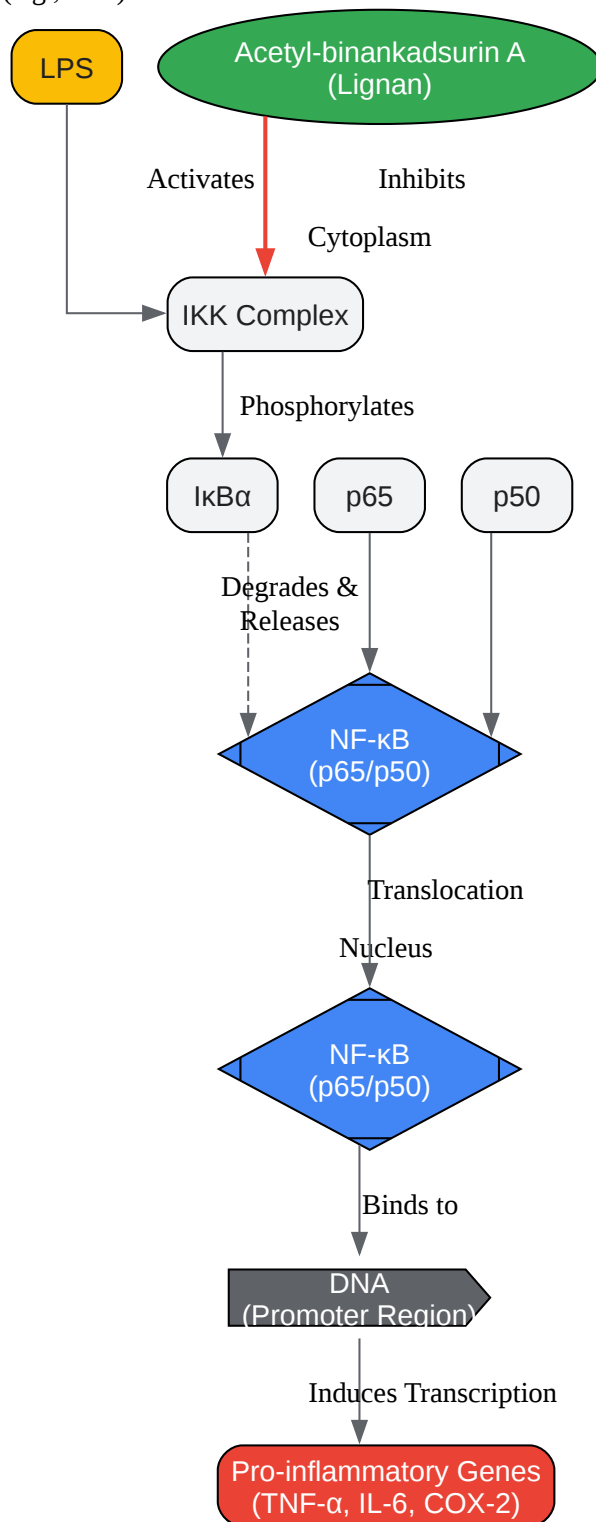 LPS
Acetyl-binankadsurin A
(Lignan)
Activates
Inhibits
Cytoplasm
IKK Complex
Phosphorylates
IκBα
p65
p50
Degrades &
Releases
NF-κB
(p65/p50)
Translocation
Nucleus
NF-κB
(p65/p50)
Binds to
DNA
(Promoter Region)
Induces Transcription
Pro-inflammatory Genes
(TNF-α, IL-6, COX-2)